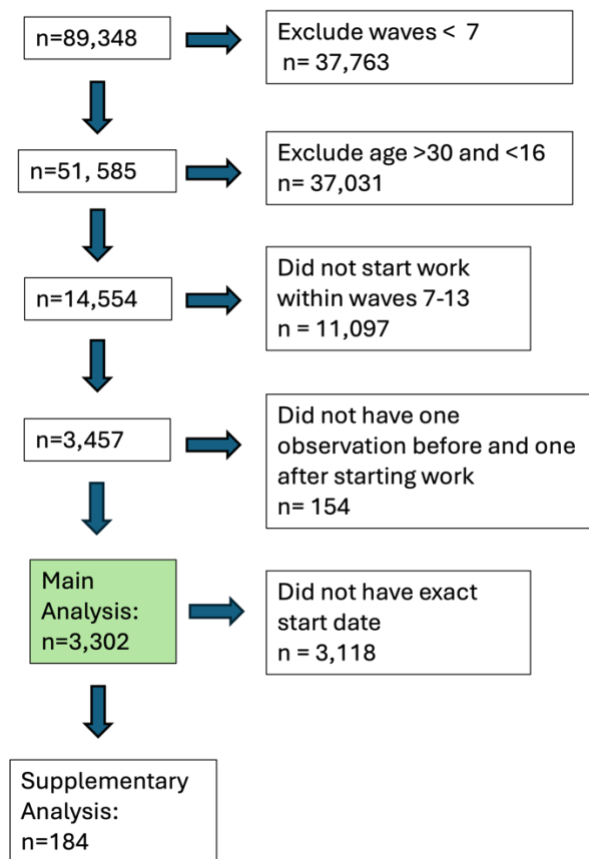 n=89,348
Exclude waves < 7
n= 37,763
n=51, 585
Exclude age >30 and <16
n= 37,031
n=14,554
Did not start work
within waves 7-13
n = 11,097
n=3,457
Did not have one
observation before and one
after starting work
n= 154
Main
Analysis:
n=3,302
Did not have exact
start date
n = 3,118
Supplementary
Analysis:
n=184